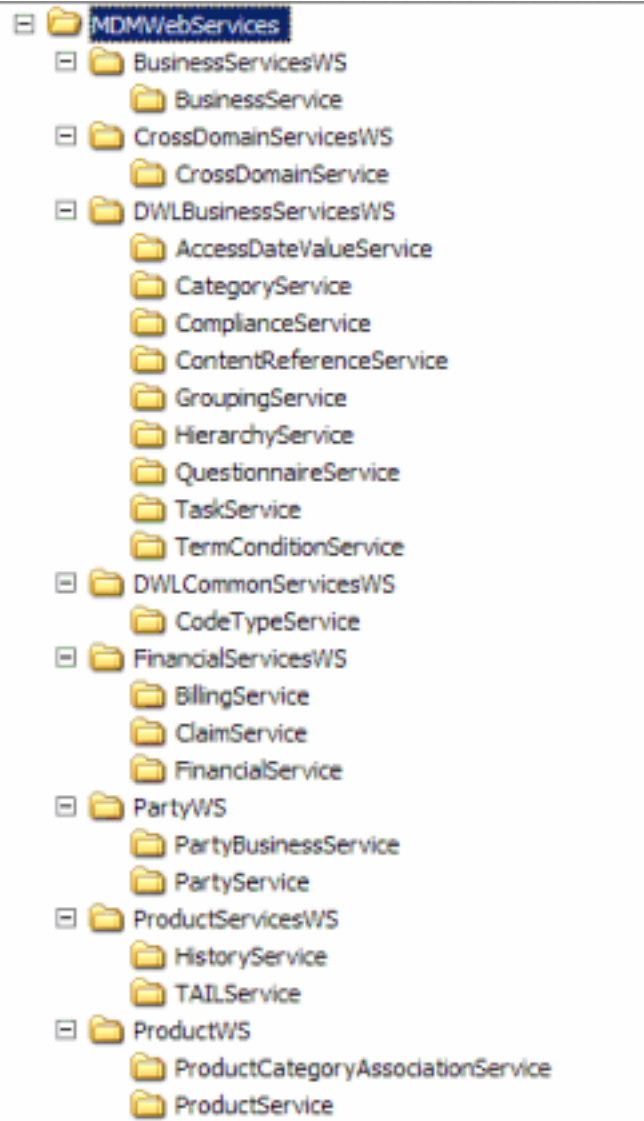 MDMWebServices
BusinessServicesWS
BusinessService
CrossDomainServicesWS
CrossDomainService
DWLBusinessServicesWS
AccessDateValueService
CategoryService
ComplianceService
ContentReferenceService
GroupingService
HierarchyService
QuestionnaireService
TaskService
TermConditionService
DWLCommonServicesWS
CodeTypeService
FinancialServicesWS
BillingService
ClaimService
FinancialService
PartyWS
PartyBusinessService
PartyService
ProductServicesWS
HistoryService
TAILService
ProductWS
ProductCategoryAssociationService
ProductService